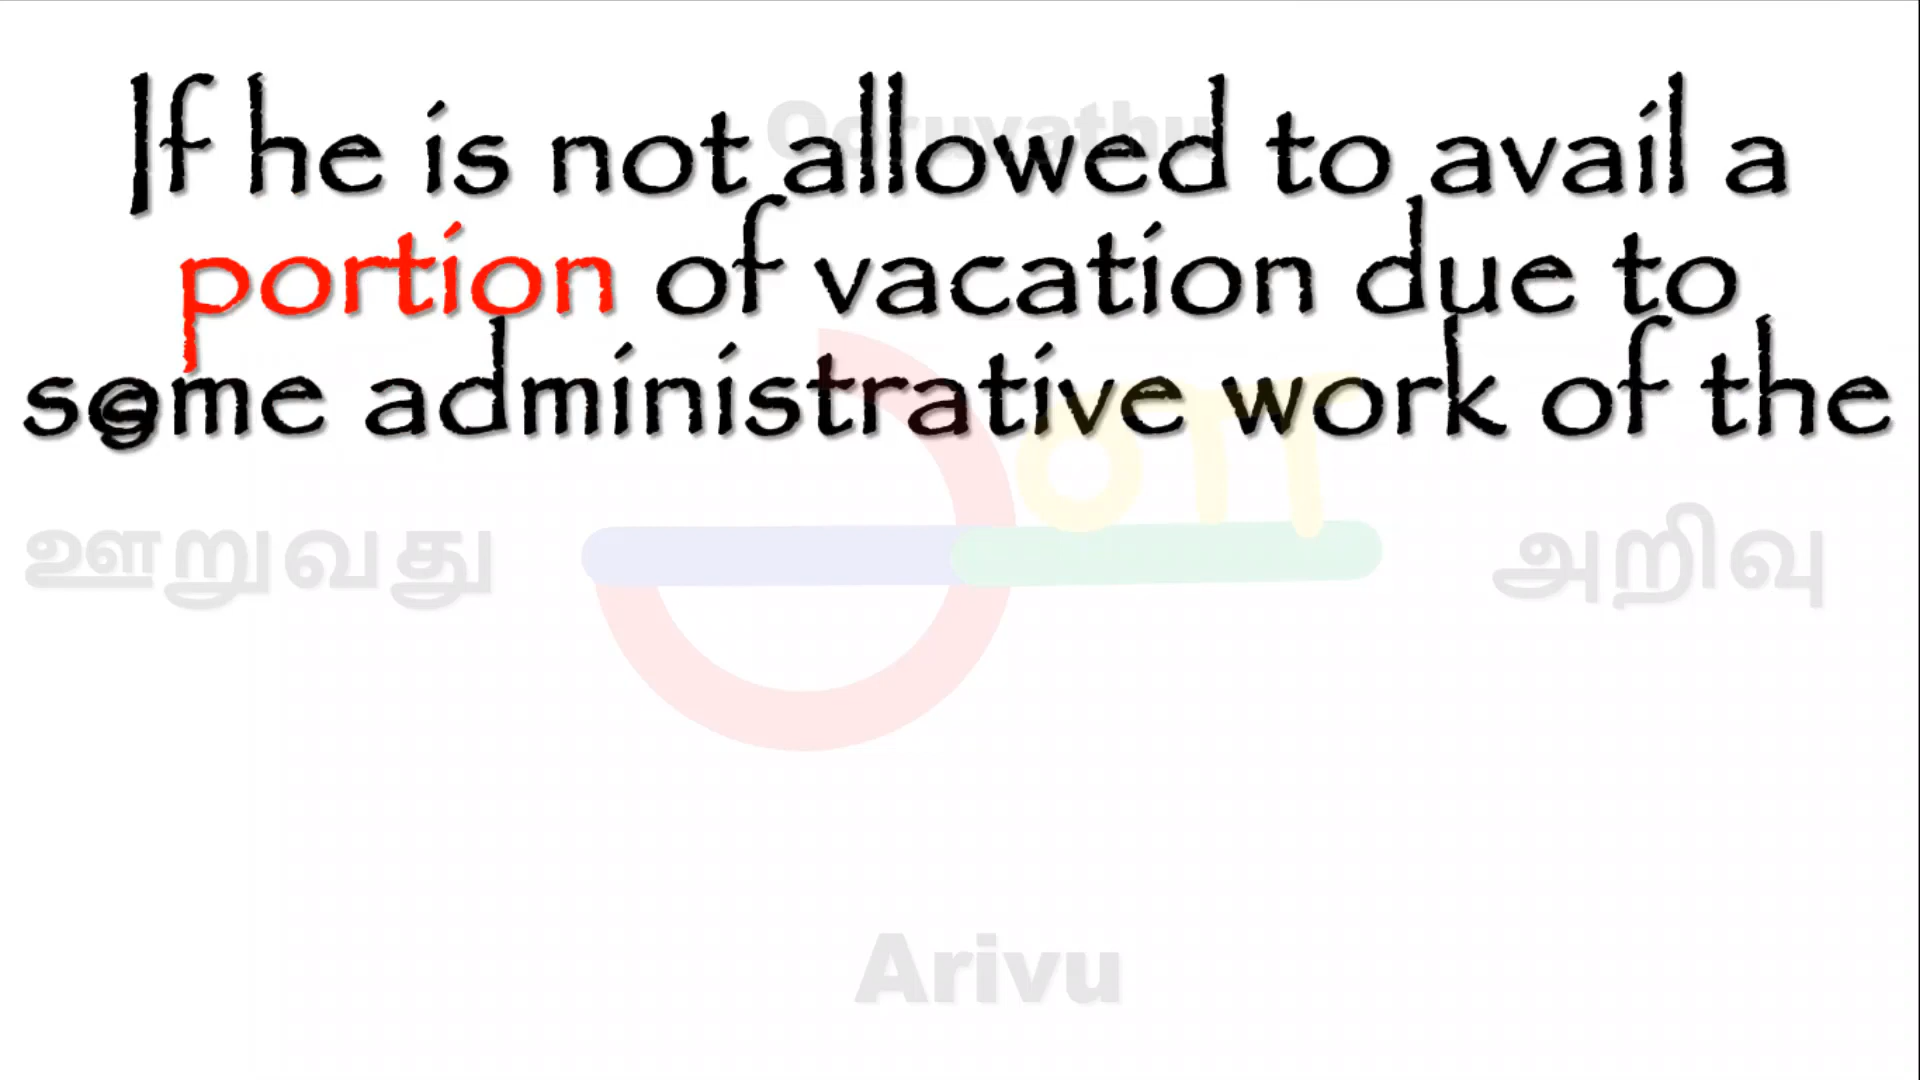 Ooruvathu
If he is not allowed to avail a
portion of vacation due to
some administrative work of the
ஊறுவது
அறிவு
Arivu